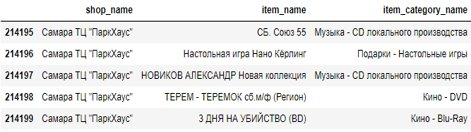 shop_name item_name item_category_name
214195 Самара ТЦ "ПаркХаус" СБ. Союз 55 Музыка - CD локального производства
214196 Самара ТЦ "ПаркХаус" Настольная игра Нано Кёрлинг Подарки - Настольные игры
214197 Самара ТЦ "ПаркХаус" НОВИКОВ АЛЕКСАНДР Новая коллекция Музыка - CD локального производства
214198 Самара ТЦ "ПаркХаус" ТЕРЕМ - ТЕРЕМОК сб.м/ф (Регион) Кино - DVD
214199 Самара ТЦ "ПаркХаус" 3 ДНЯ НА УБИЙСТВО (BD) Кино - Blu-Ray